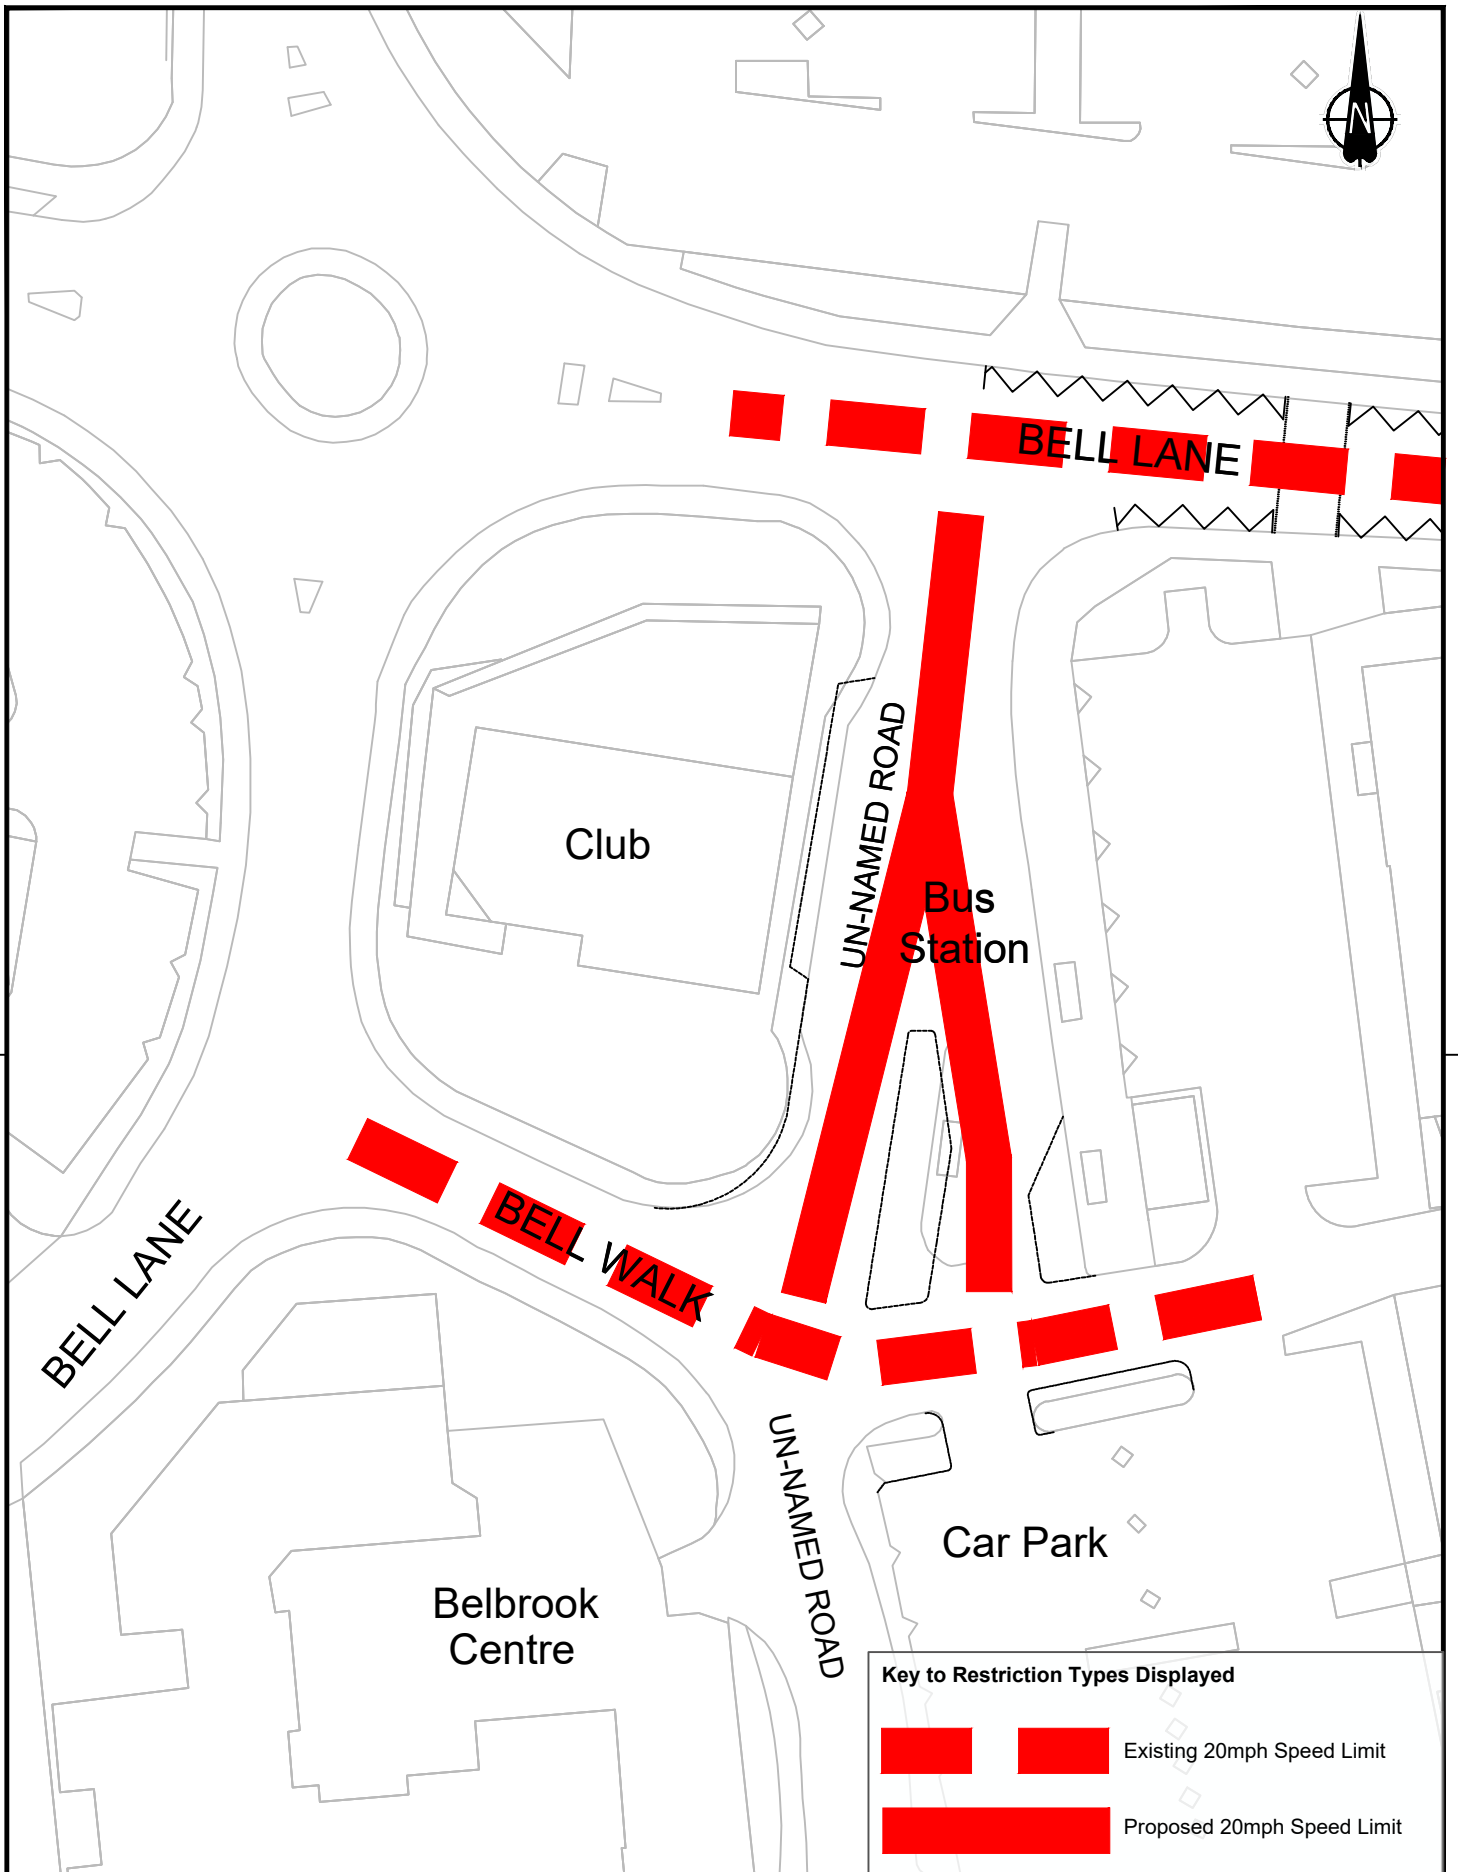 N
BELL LANE
UN-NAMED ROAD
Club
Bus
Station
BELL WALK
BELL LANE
UN-NAMED ROAD
Car Park
Belbrook
Centre
Key to Restriction Types Displayed
Existing 20mph Speed Limit
Proposed 20mph Speed Limit